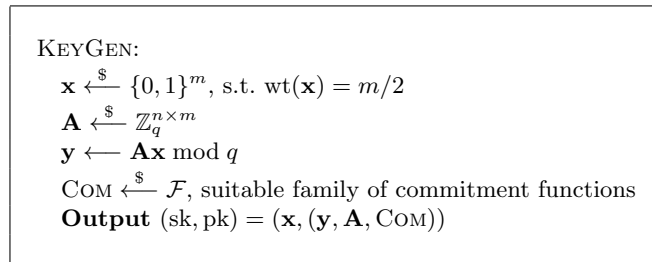 KEYGEN:
x ←$ {0, 1}^m, s.t. wt(x) = m/2
A ←$ ℤ_q^{n×m}
y ← Ax mod q
COM ←$ ℱ, suitable family of commitment functions
Output (sk, pk) = (x, (y, A, COM))